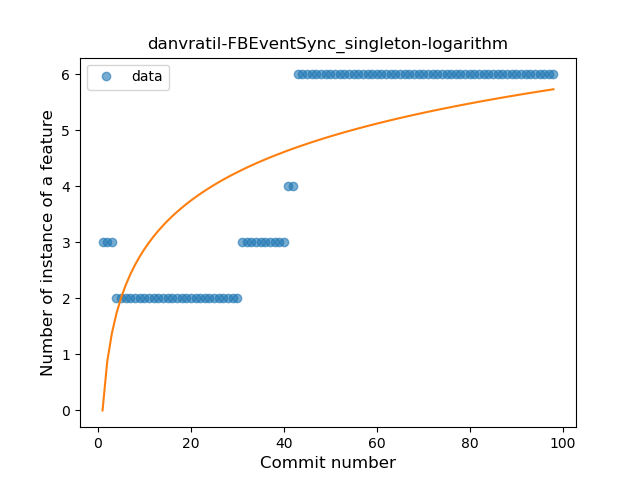 danvratil-FBEventSync_singleton-logarithm
data
Number of instance of a feature
6
5
4
3
2
1
0
0 20 40 60 80 100
Commit number